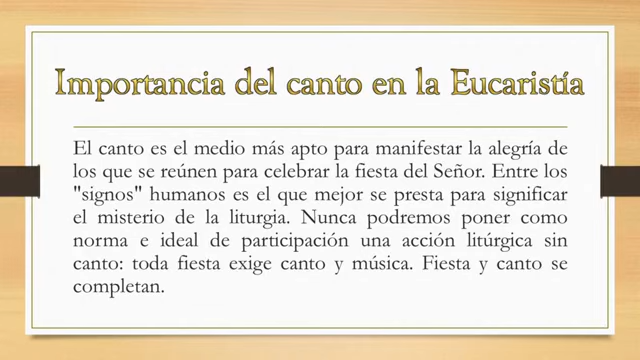 Importancia del canto en la Eucaristía
El canto es el medio más apto para manifestar la alegría de
los que se reúnen para celebrar la fiesta del Señor. Entre los
"signos" humanos es el que mejor se presta para significar
el misterio de la liturgia. Nunca podremos poner como
norma e ideal de participación una acción litúrgica sin
canto: toda fiesta exige canto y música. Fiesta y canto se
completan.